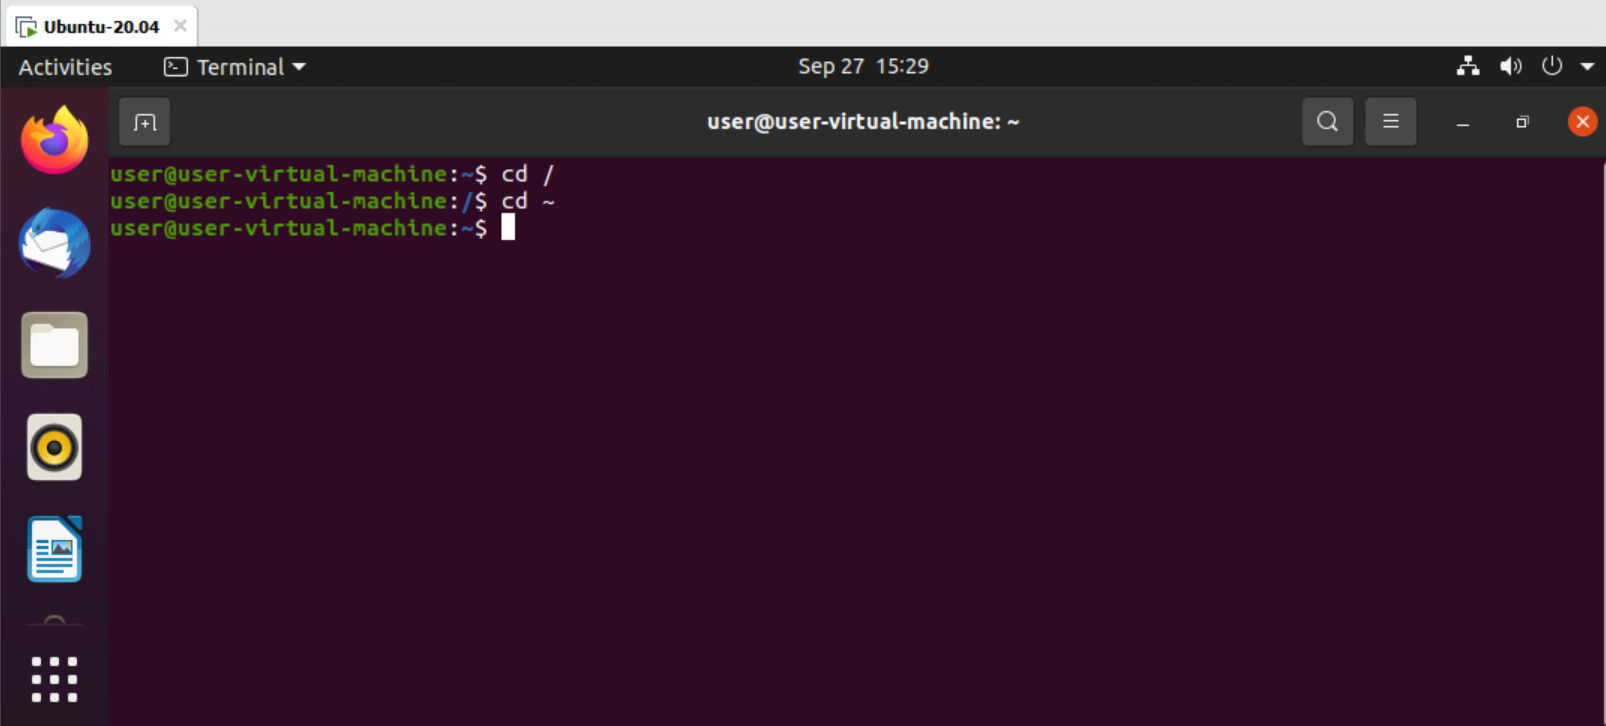 Ubuntu-20.04
Activities Terminal Sep 27 15:29
user@user-virtual-machine: ~
user@user-virtual-machine:~$ cd /
user@user-virtual-machine:/$ cd ~
user@user-virtual-machine:~$